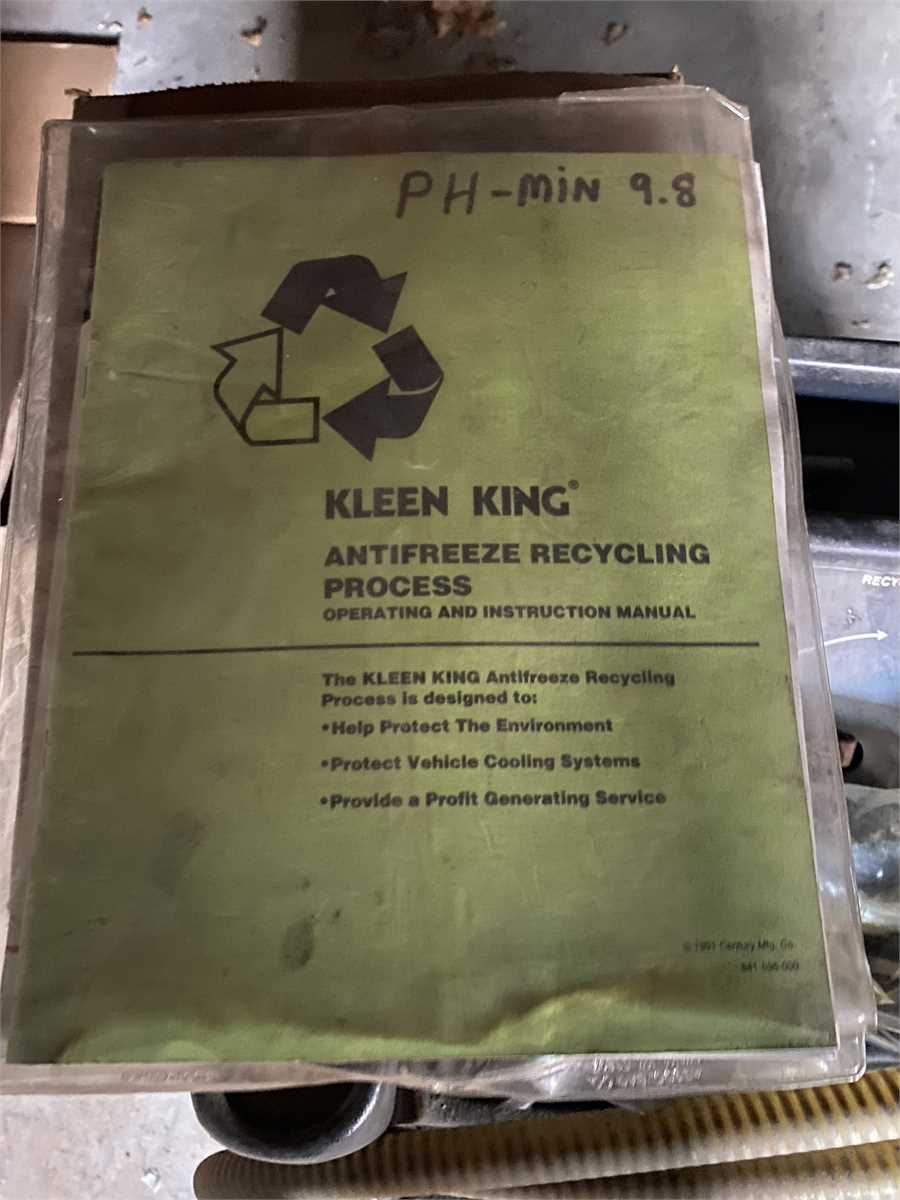 PH-MiN 9.8
KLEEN KING®
ANTIFREEZE RECYCLING
PROCESS
OPERATING AND INSTRUCTION MANUAL
The KLEEN KING Antifreeze Recycling
Process is designed to:
•Help Protect The Environment
•Protect Vehicle Cooling Systems
•Provide a Profit Generating Service
© 1991 Century Mfg. Co.